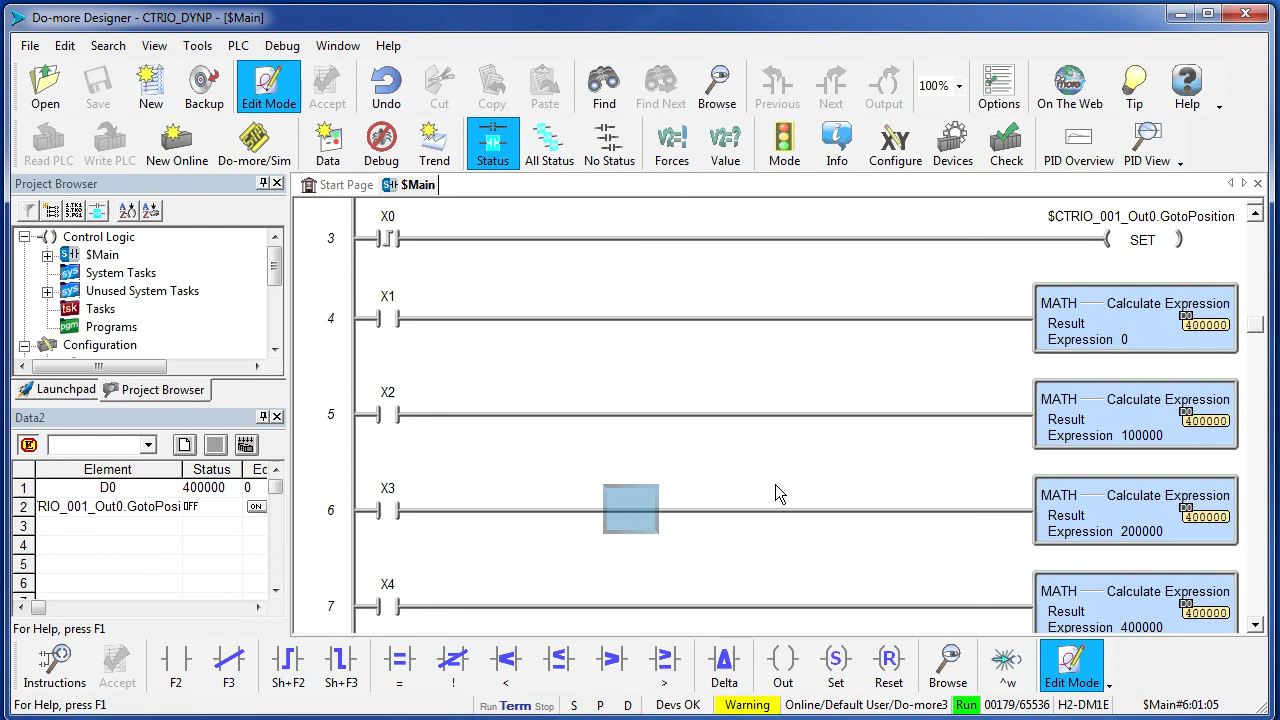 Do-more Designer - CTRIO_DYNP - [$Main]
File Edit Search View Tools PLC Debug Window Help
Open Save New Backup Edit Mode Accept Undo Cut Copy Paste Find Find Next Browse Previous Next Output 100% Options On The Web Tip Help
Read PLC Write PLC New Online Do-more/Sim Data Debug Trend Status All Status No Status Forces Value Mode Info Configure Devices Check PID Overview PID View
Project Browser
Start Page $Main
Control Logic
$Main
System Tasks
Unused System Tasks
Tasks
Programs
Configuration
Launchpad Project Browser
Data2
Element Status Ec
1 D0 400000 0
2 RIO_001_Out0.GotoPosi OFF ON
3
4
5
6
For Help, press F1
X0 $CTRIO_001_Out0.GotoPosition
3 SET
X1
4 MATH Calculate Expression
D0
Result 400000
Expression 0
X2
5 MATH Calculate Expression
D0
Result 400000
Expression 100000
X3
6 MATH Calculate Expression
D0
Result 400000
Expression 200000
X4
7 MATH Calculate Expression
D0
Result 400000
Expression 400000
Instructions Accept F2 F3 Sh+F2 Sh+F3 = ! < > Delta Out Set Reset Browse ^w Edit Mode
For Help, press F1 Run Term Stop S P D Devs OK Warning Online/Default User/Do-more3 Run 00179/65536 H2-DM1E $Main#6:01:05